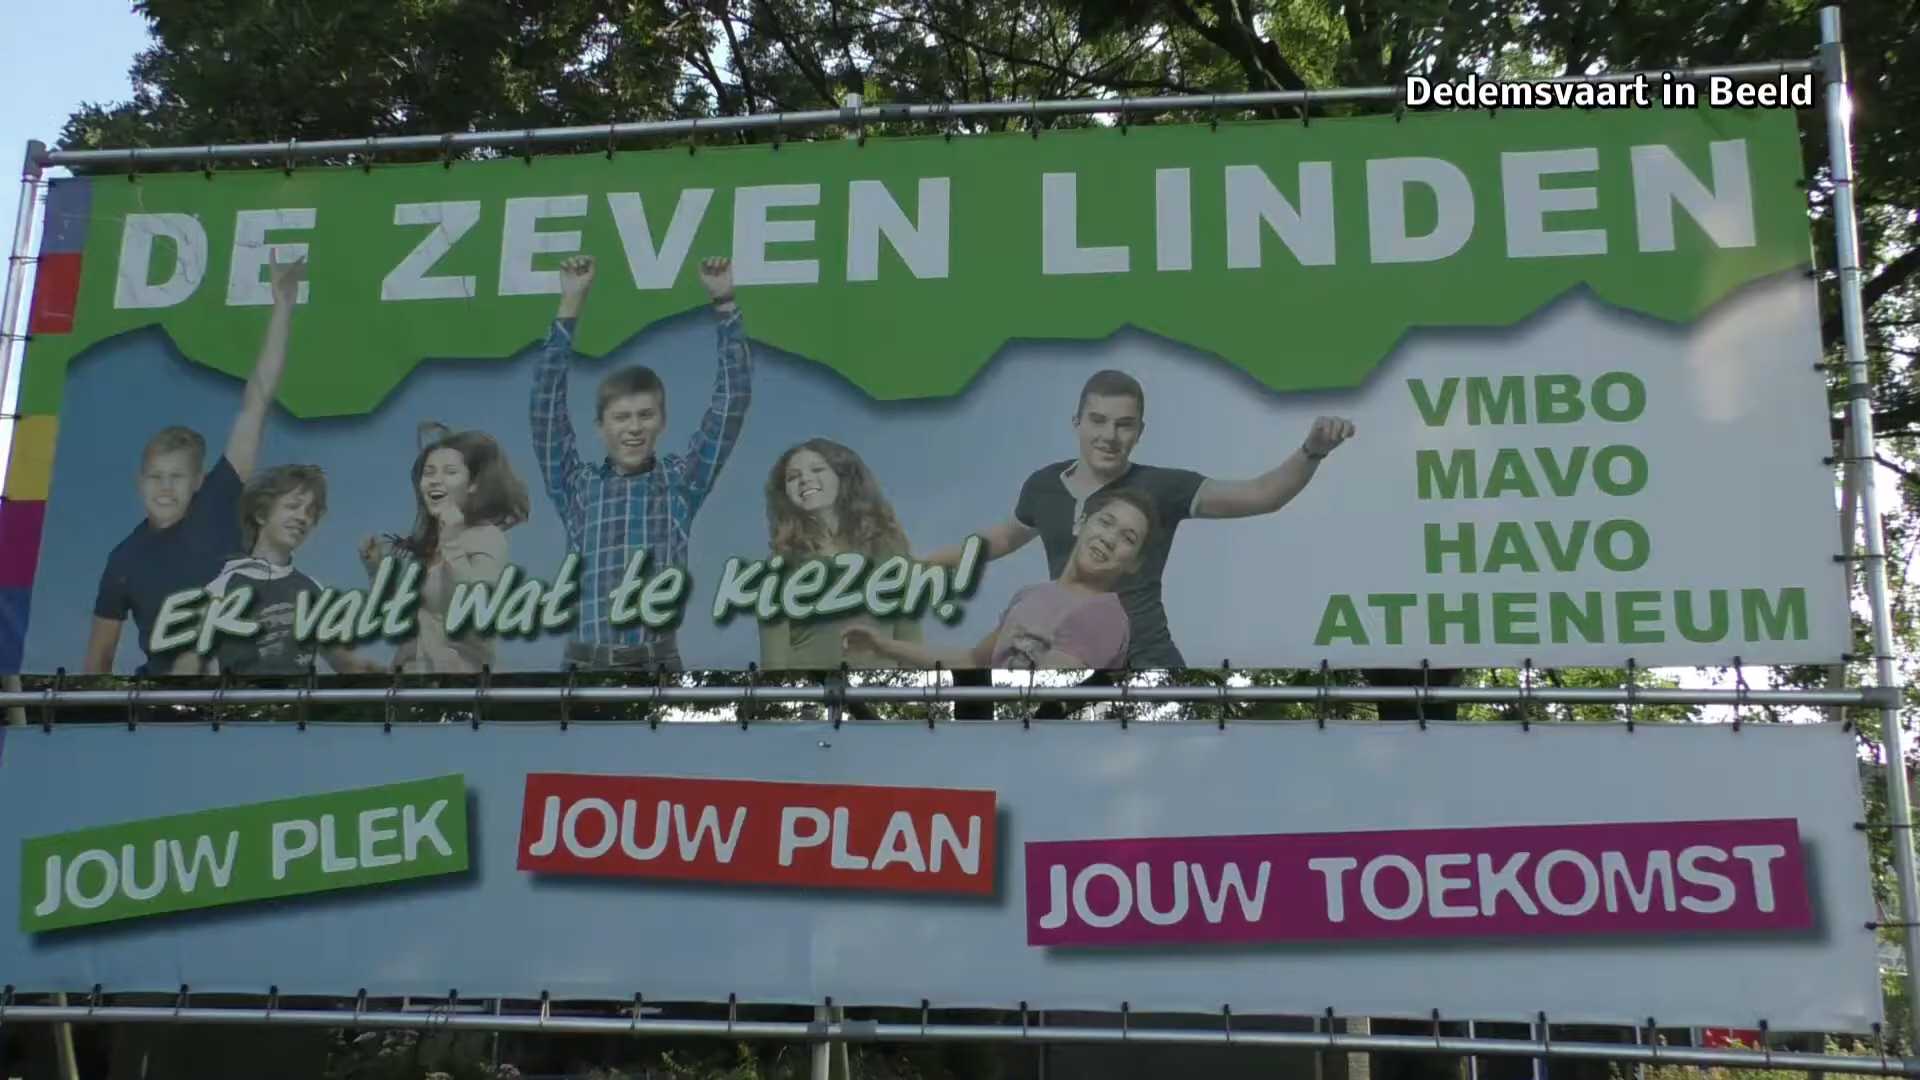 Dedemsvaart in Beeld
DE ZEVEN LINDEN
VMBO
MAVO
HAVO
ATHENEUM
ER valt wat te kiezen!
JOUW PLEK
JOUW PLAN
JOUW TOEKOMST